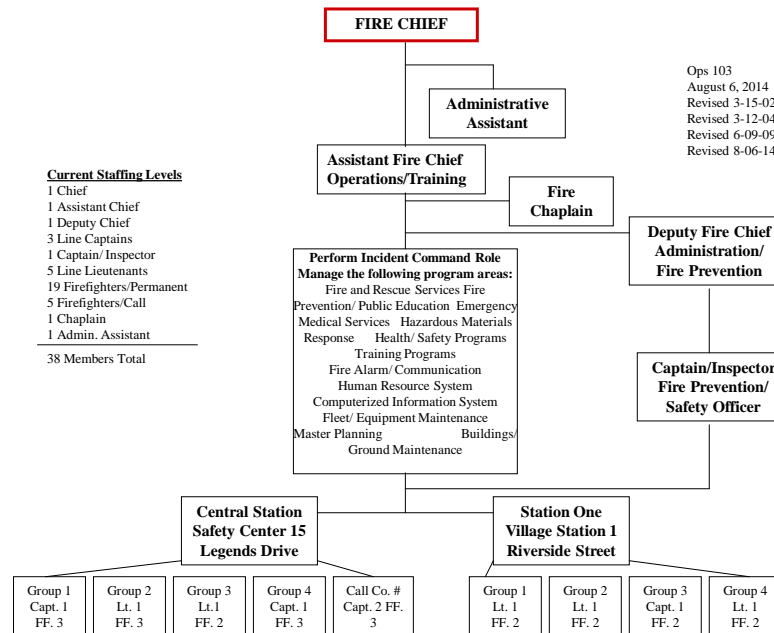 FIRE CHIEF
Ops 103
August 6, 2014
Revised 3-15-02
Revised 3-12-04
Revised 6-09-09
Revised 8-06-14
Administrative
Assistant
Assistant Fire Chief
Operations/Training
Current Staffing Levels
1 Chief
1 Assistant Chief
1 Deputy Chief
3 Line Captains
1 Captain/ Inspector
5 Line Lieutenants
19 Firefighters/Permanent
5 Firefighters/Call
1 Chaplain
1 Admin. Assistant
38 Members Total
Fire
Chaplain
Deputy Fire Chief
Administration/
Fire Prevention
Perform Incident Command Role
Manage the following program areas:
Fire and Rescue Services Fire
Prevention/ Public Education Emergency
Medical Services Hazardous Materials
Response Health/ Safety Programs
Training Programs
Fire Alarm/ Communication
Human Resource System
Computerized Information System
Fleet/ Equipment Maintenance
Master Planning Buildings/
Ground Maintenance
Captain/Inspector
Fire Prevention/
Safety Officer
Central Station
Safety Center 15
Legends Drive
Station One
Village Station 1
Riverside Street
Group 1
Capt. 1
FF. 3
Group 2
Lt. 1
FF. 3
Group 3
Lt.1
FF. 2
Group 4
Capt. 1
FF. 3
Call Co. #
Capt. 2 FF.
3
Group 1
Lt. 1
FF. 2
Group 2
Lt. 1
FF. 2
Group 3
Capt. 1
FF. 2
Group 4
Lt. 1
FF. 2